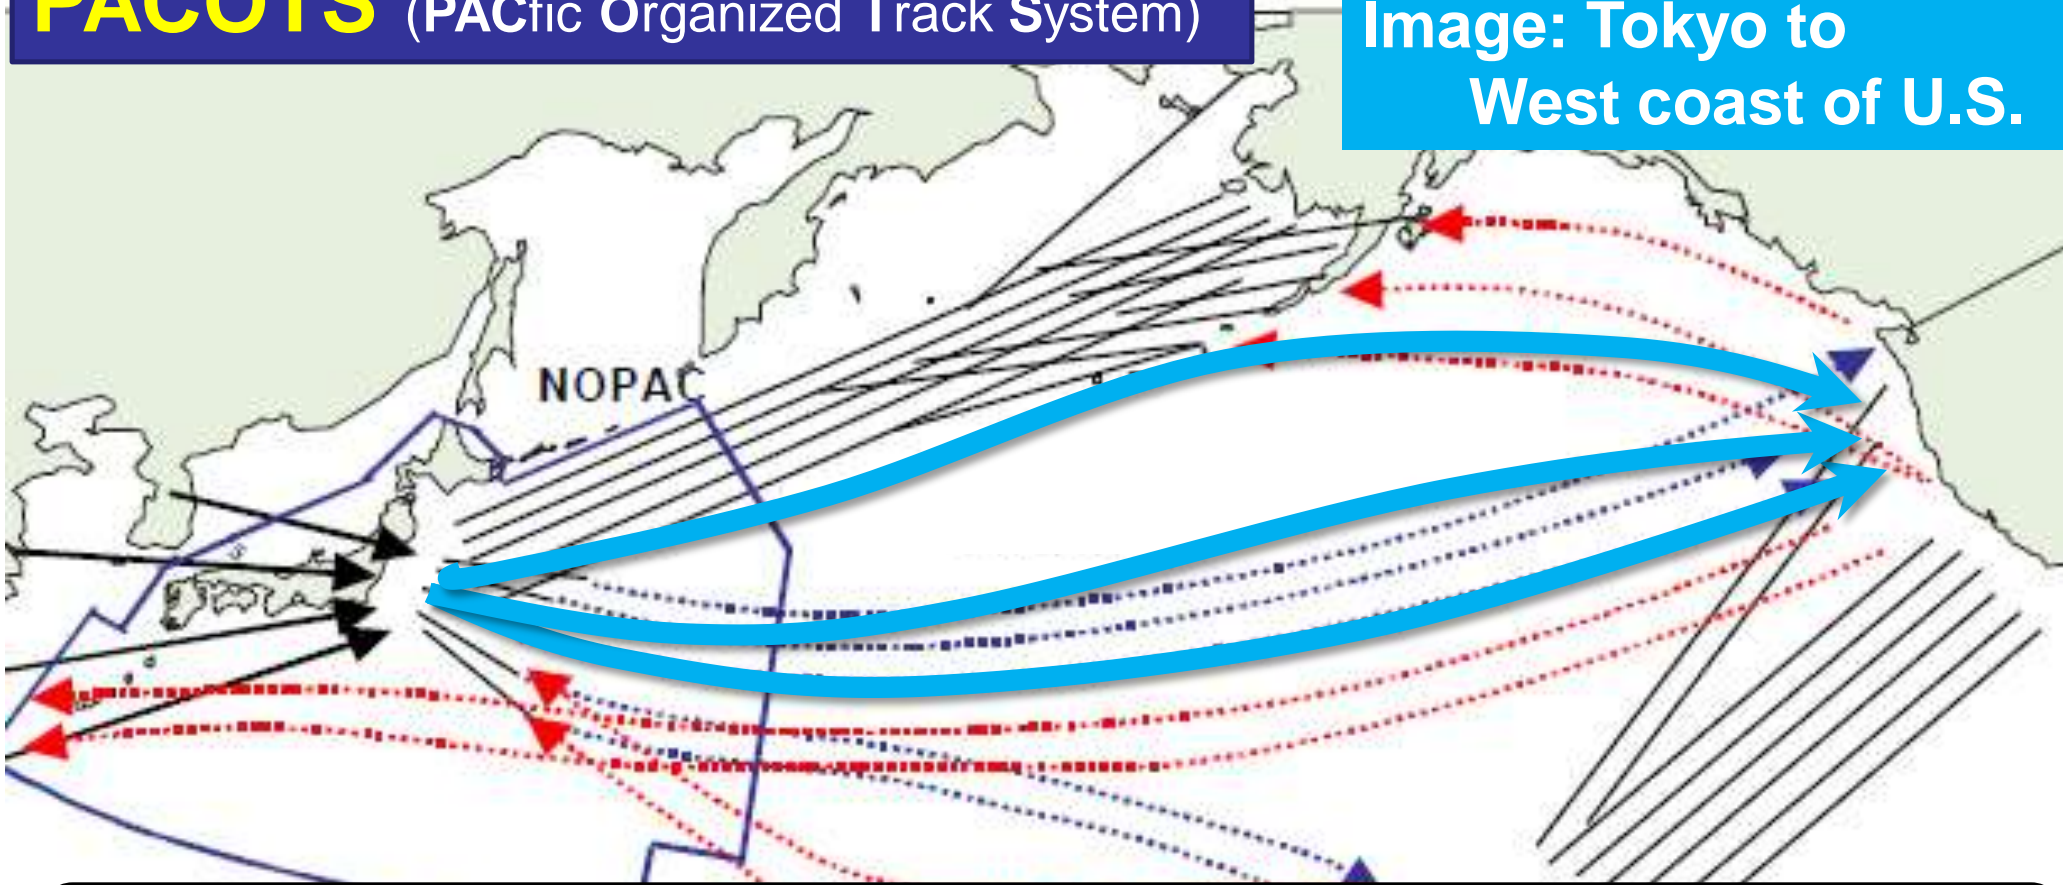 PACOTS (PACfic Organized Track System)
Image: Tokyo to
West coast of U.S.
NOPAC